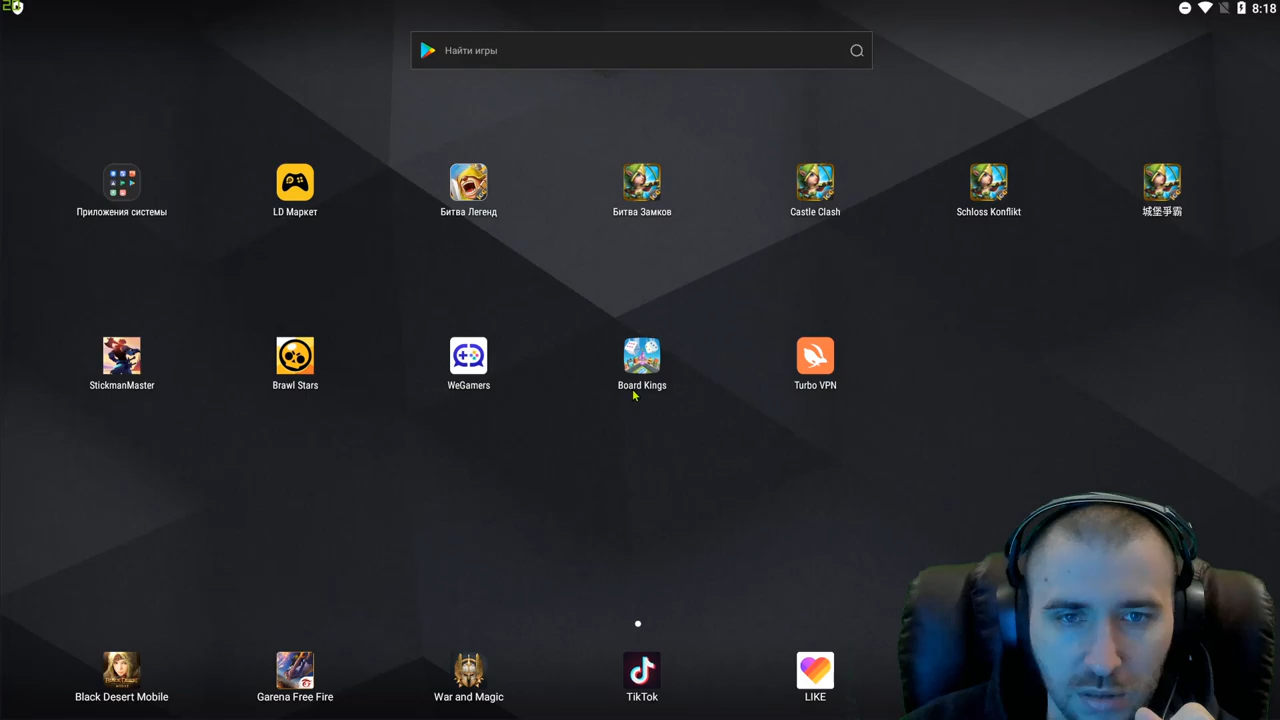 8:18
Найти игры
Приложения системы
LD Маркет
Битва Легенд
Битва Замков
Castle Clash
Schloss Konflikt
城堡爭霸
StickmanMaster
Brawl Stars
WeGamers
Board Kings
Turbo VPN
Black Desert Mobile
Garena Free Fire
War and Magic
TikTok
LIKE